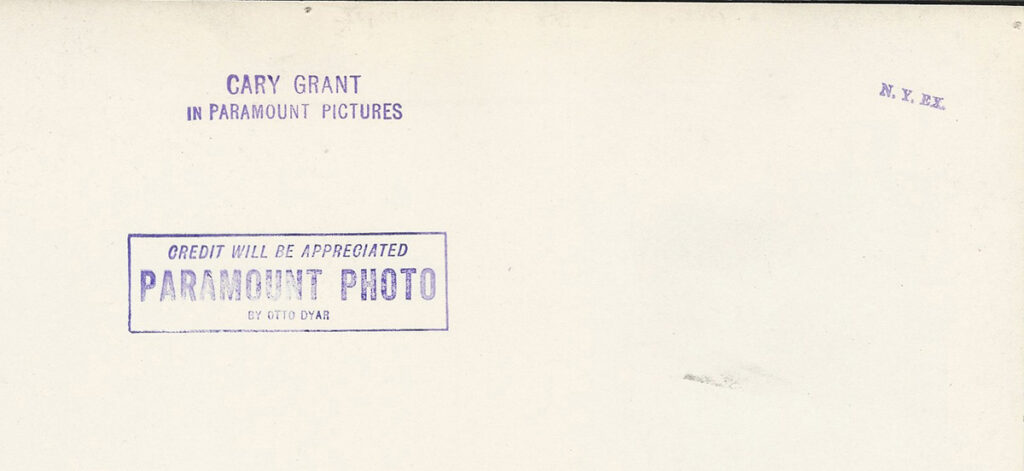 CARY GRANT
IN PARAMOUNT PICTURES
N. Y. EX.
CREDIT WILL BE APPRECIATED
PARAMOUNT PHOTO
BY OTTO DYAR